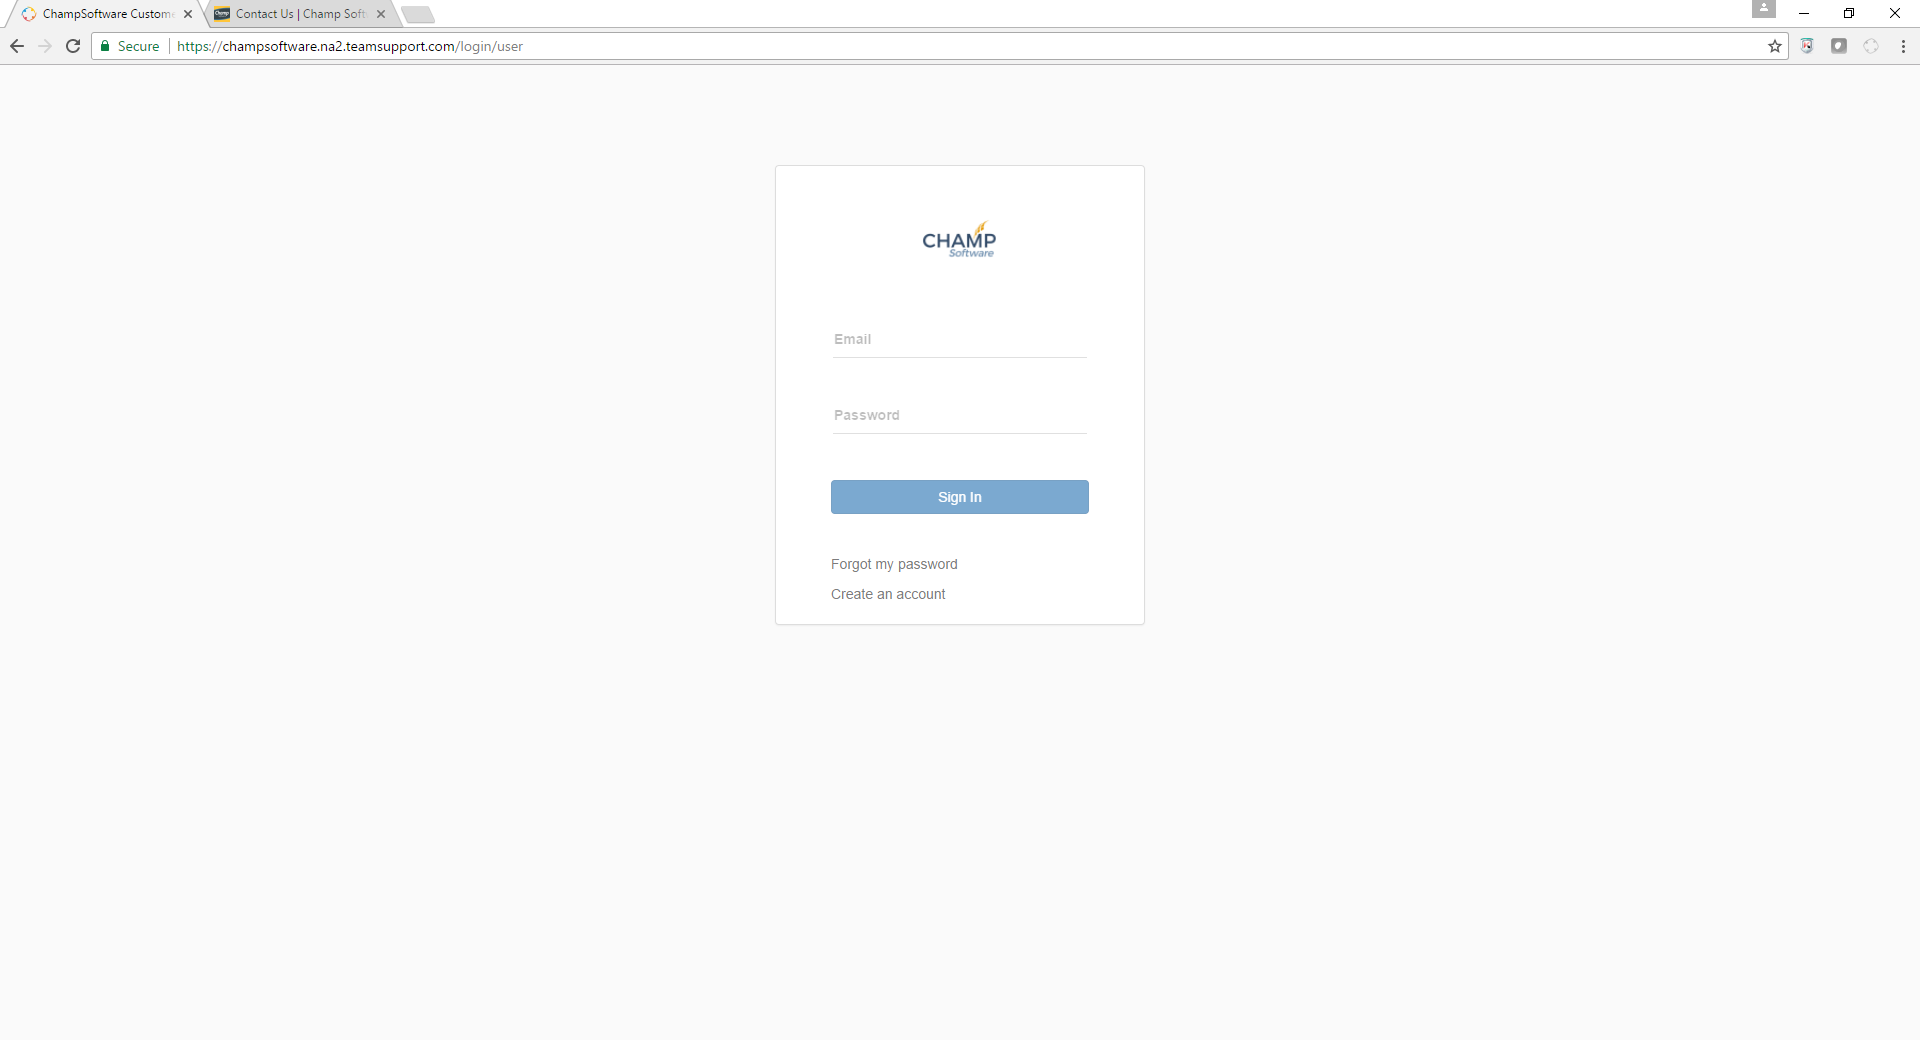 ChampSoftware Custome
Contact Us | Champ Soft
Secure
https://champsoftware.na2.teamsupport.com/login/user
CHAMP
Software
Email
Password
Sign In
Forgot my password
Create an account